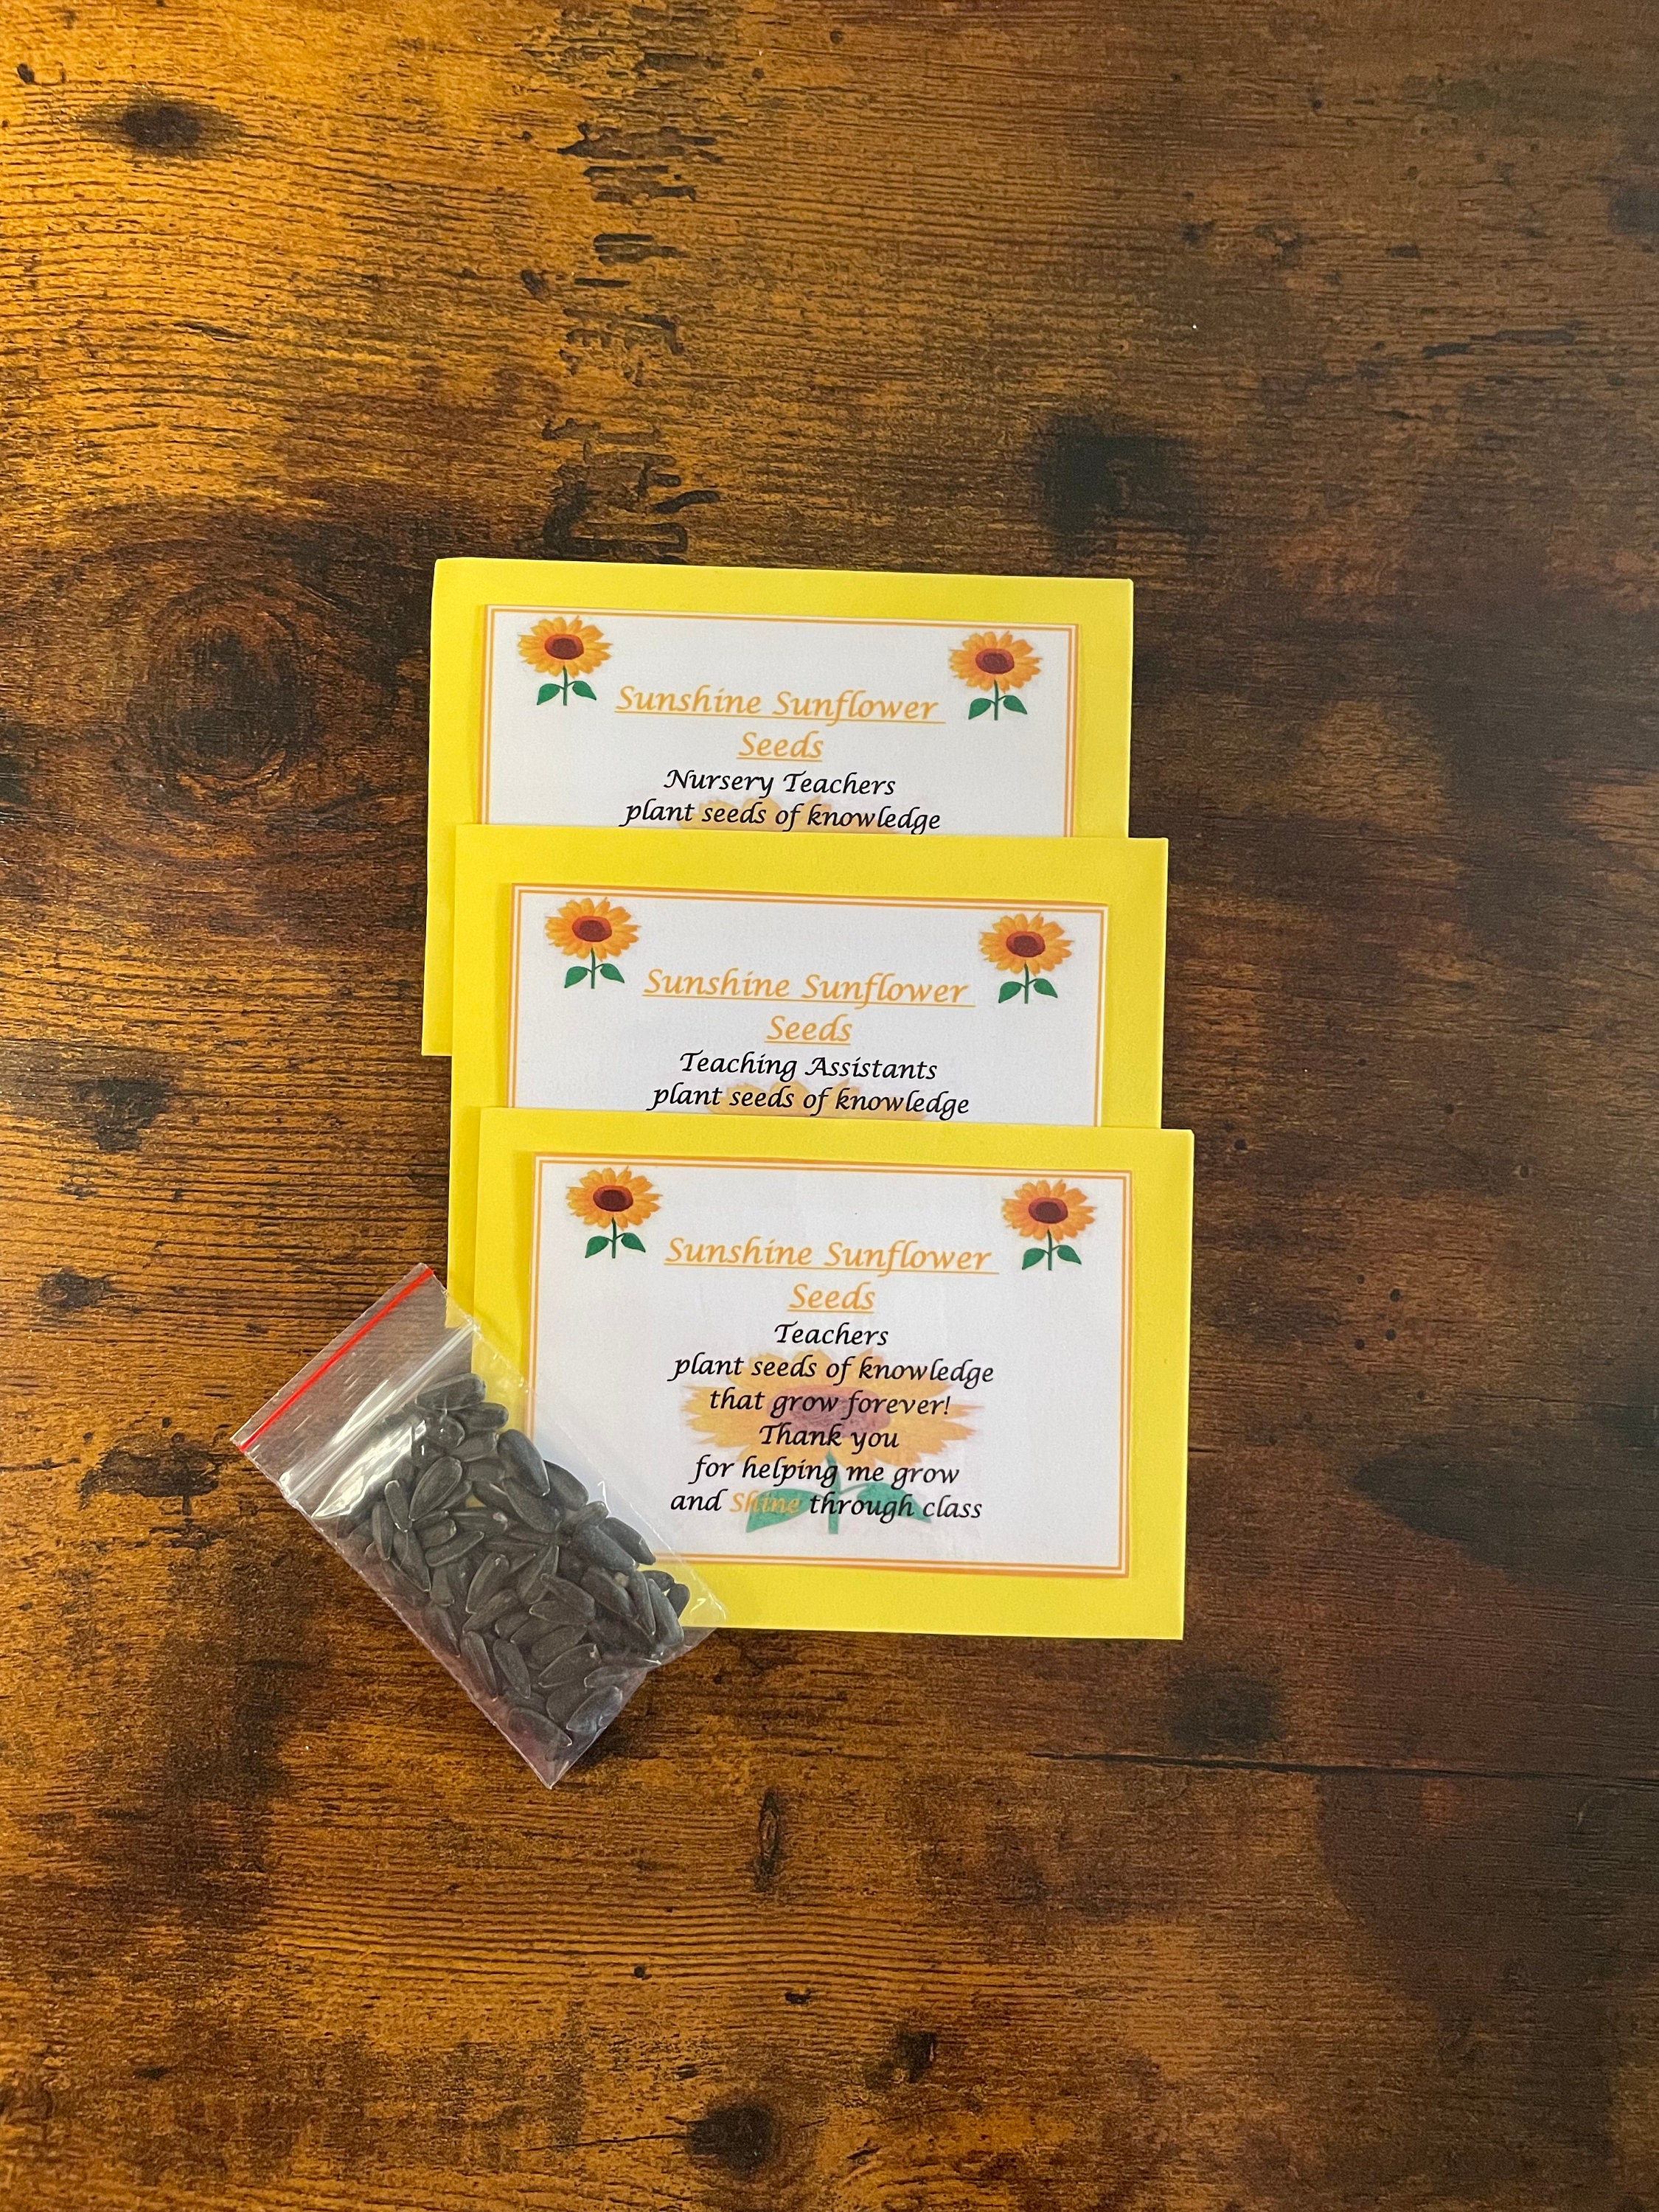 Sunshine Sunflower
Seeds
Nursery Teachers
plant seeds of knowledge
Sunshine Sunflower
Seeds
Teaching Assistants
plant seeds of knowledge
Sunshine Sunflower
Seeds
Teachers
plant seeds of knowledge
that grow forever!
Thank you
for helping me grow
and Shine through class